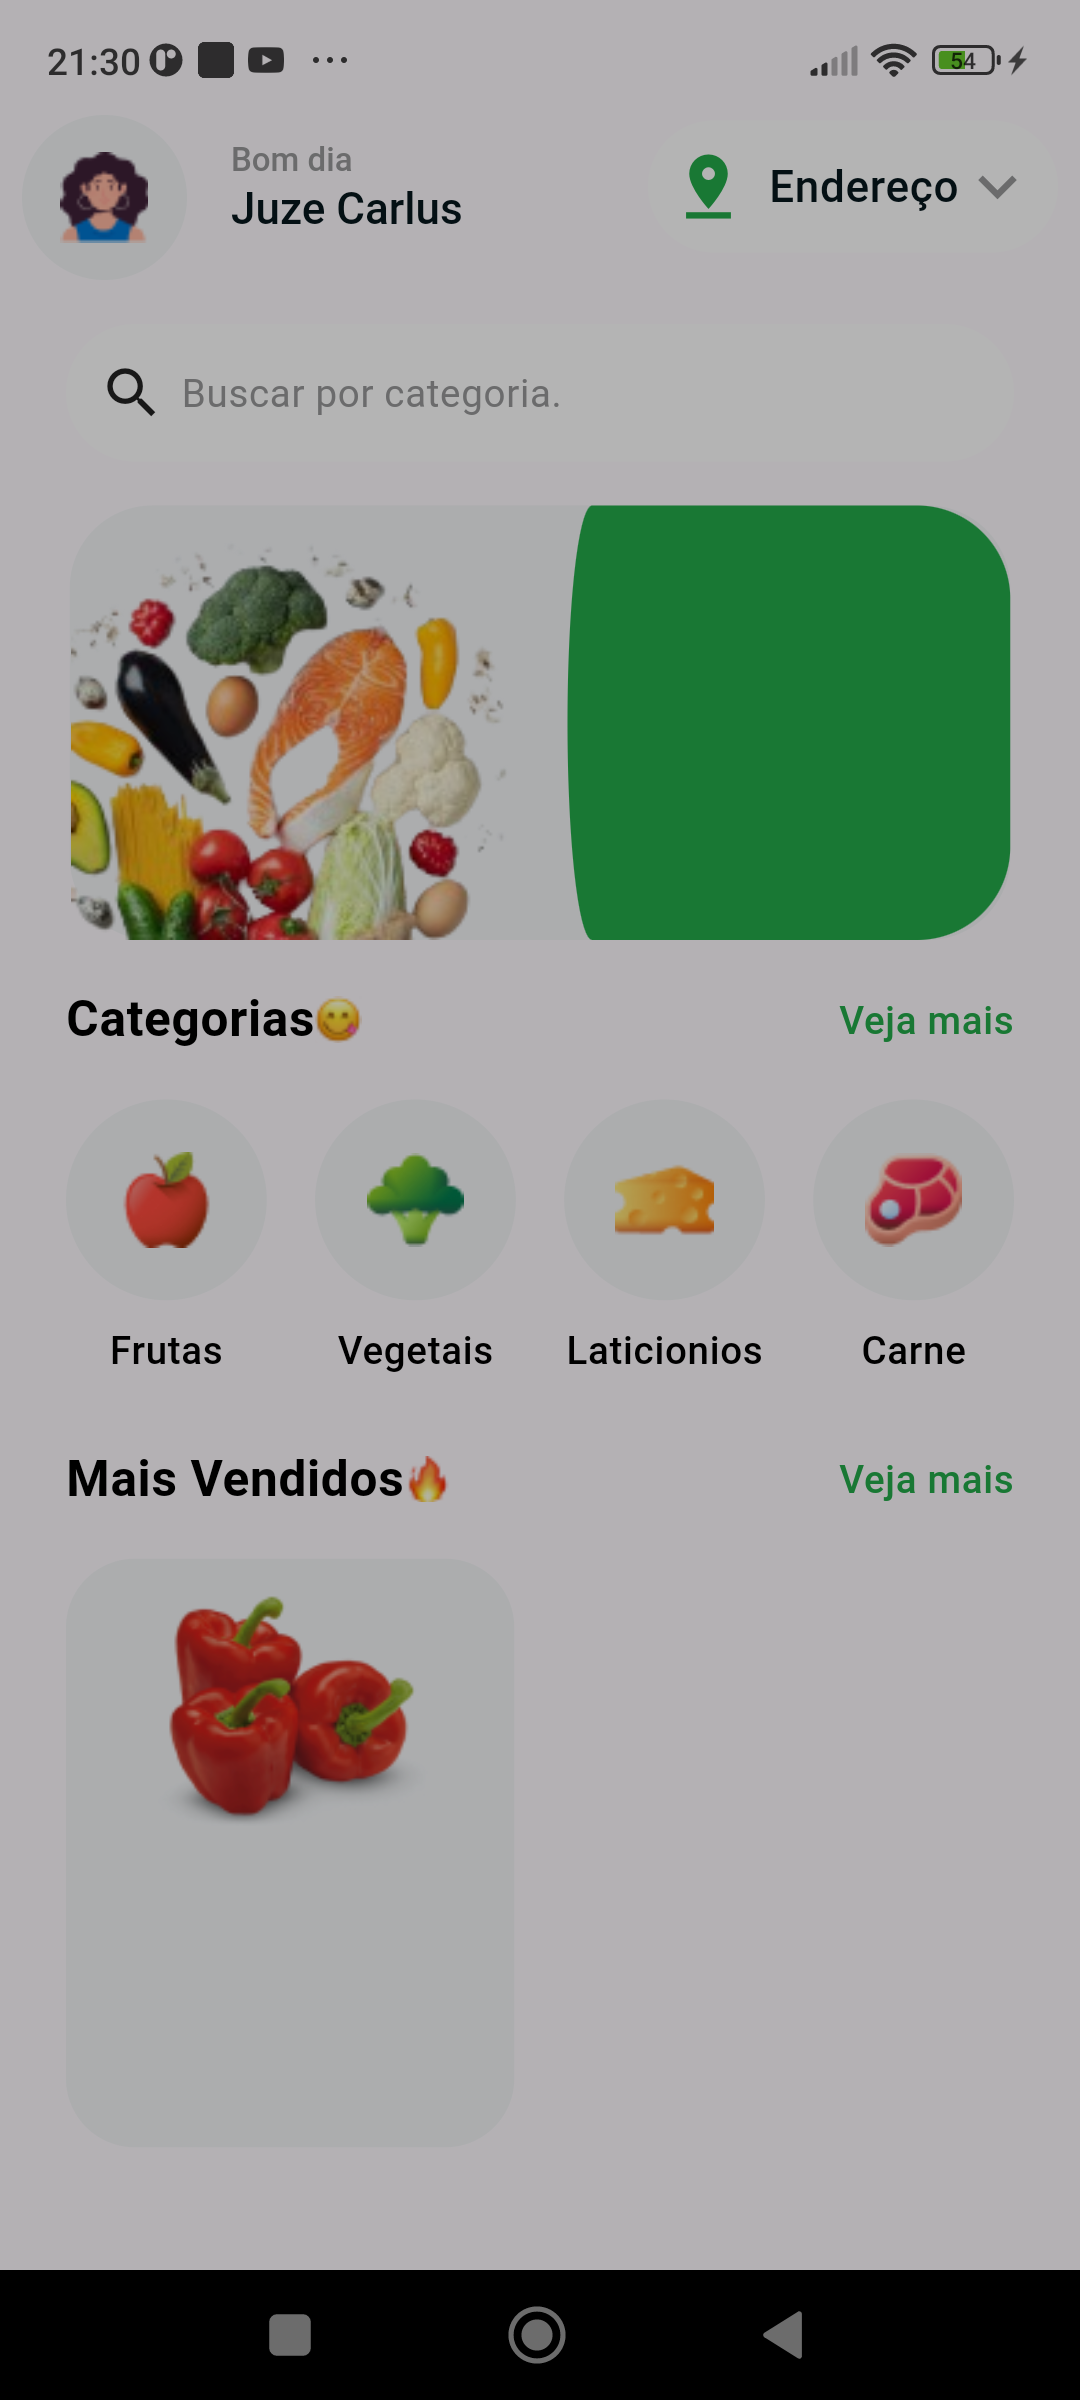 21:30
54
Bom dia
Juze Carlus
Endereço
Buscar por categoria.
Categorias😋
Veja mais
Frutas
Vegetais
Laticionios
Carne
Mais Vendidos🔥
Veja mais